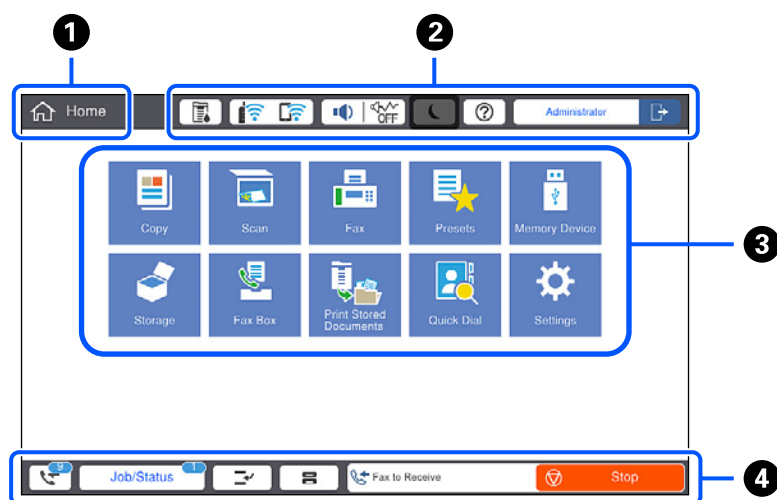 1
2
Home
OFF
Administrator
Copy
Scan
Fax
Presets
Memory Device
3
Storage
Fax Box
Print Stored
Documents
Quick Dial
Settings
9
Job/Status
1
Fax to Receive
Stop
4